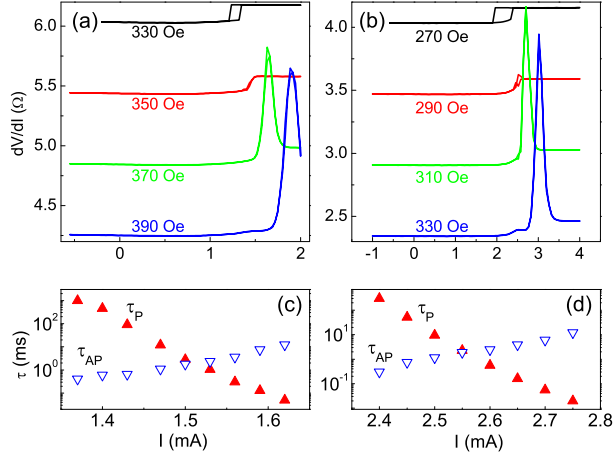 (a)
(b)
6.0
5.5
5.0
4.5
dV/dI (Ω)
330 Oe
350 Oe
370 Oe
390 Oe
0
1
2
4.0
3.5
3.0
2.5
270 Oe
290 Oe
310 Oe
330 Oe
-1
0
1
2
3
4
(c)
(d)
10²
10⁰
τ (ms)
τP
τAP
1.4
1.5
1.6
I (mA)
10¹
10⁻¹
τP
τAP
2.4
2.5
2.6
2.7
2.8
I (mA)